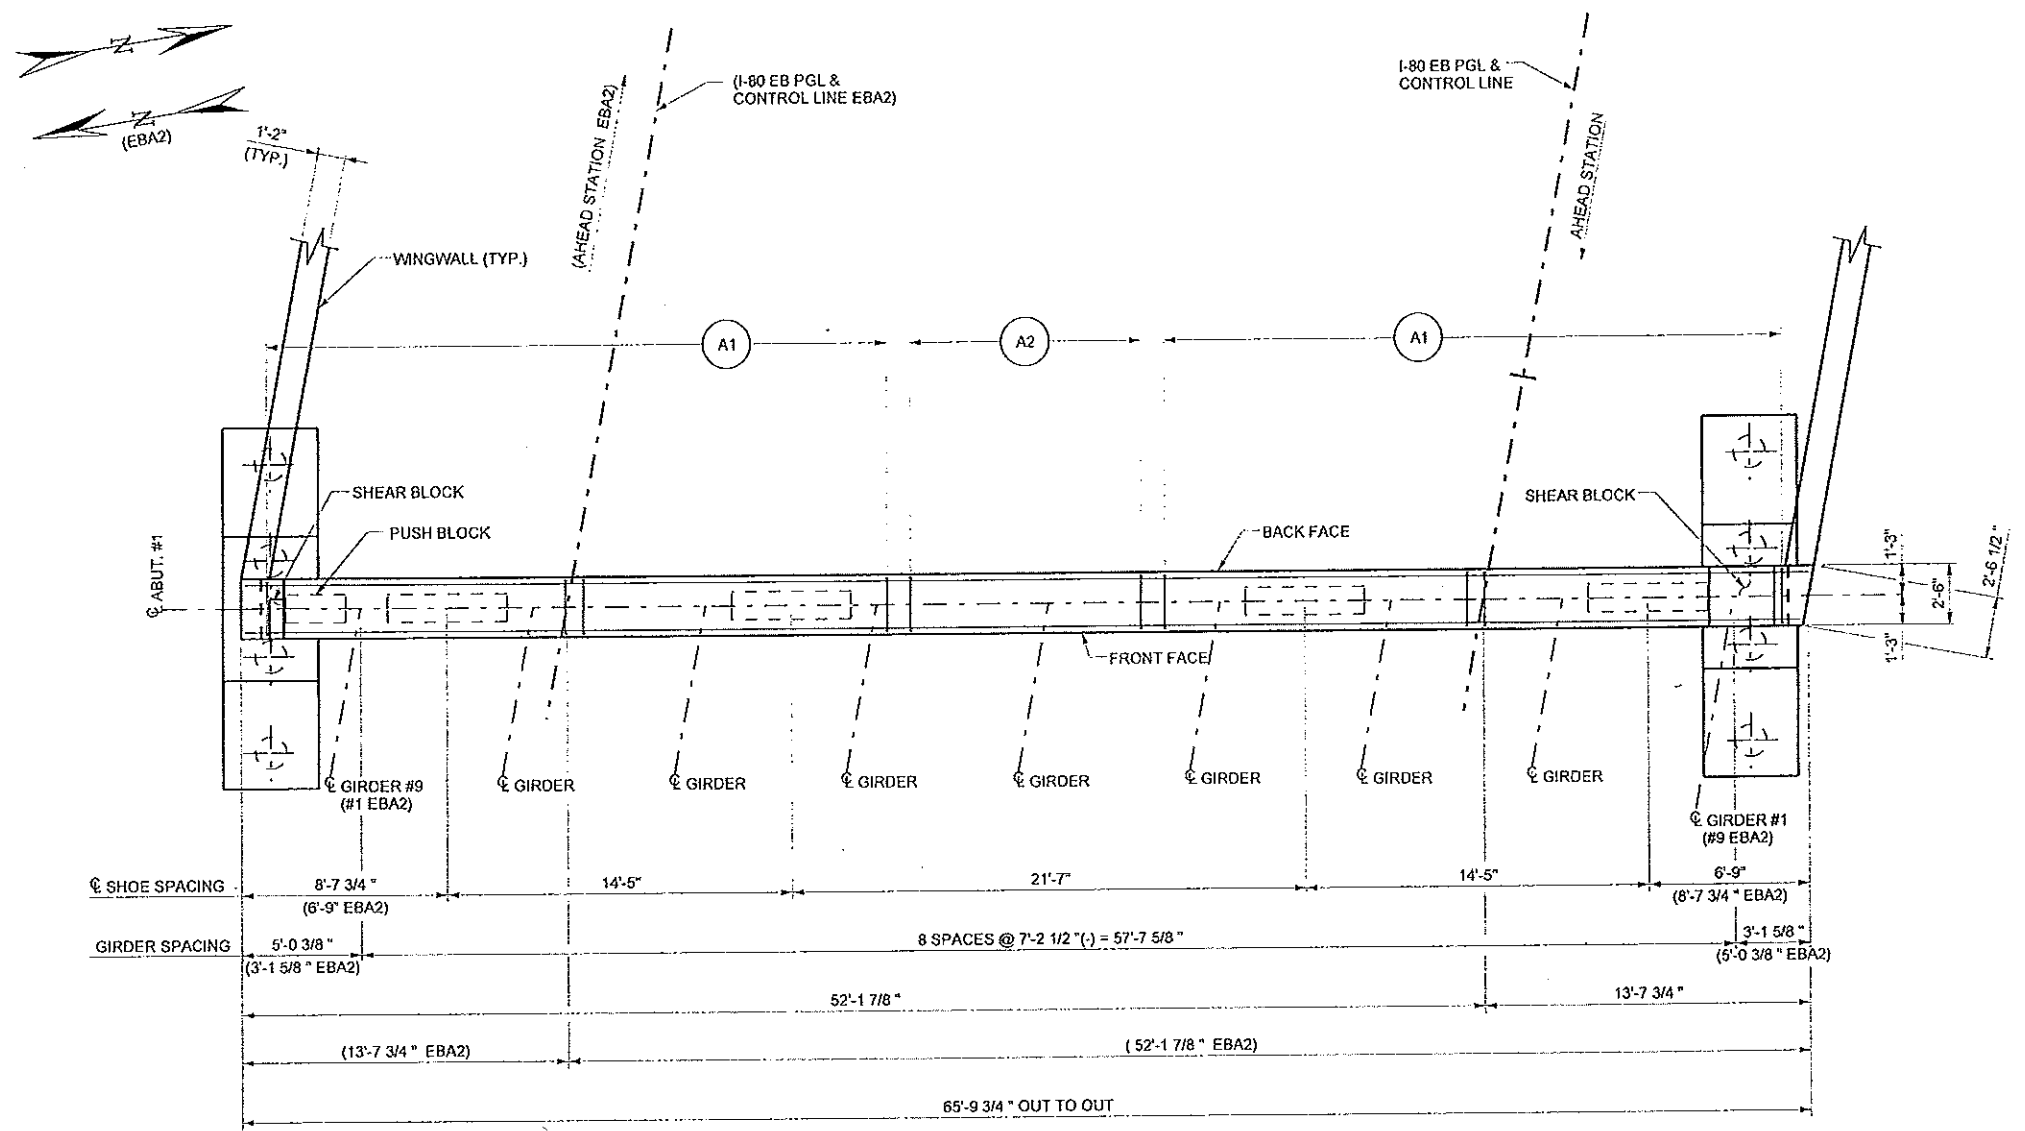 N
N
(EBA2)
1'-2"
(TYP.)
(I-80 EB PGL &
CONTROL LINE EBA2)
(AHEAD STATION EBA2)
I-80 EB PGL &
CONTROL LINE
AHEAD STATION
WINGWALL (TYP.)
A1
A2
A1
SHEAR BLOCK
PUSH BLOCK
SHEAR BLOCK
BACK FACE
℄ ABUT. #1
FRONT FACE
1'-3"
1'-3"
2'-6"
2'-6 1/2 "
℄ GIRDER #9
(#1 EBA2)
℄ GIRDER
℄ GIRDER
℄ GIRDER
℄ GIRDER
℄ GIRDER
℄ GIRDER
℄ GIRDER
℄ GIRDER #1
(#9 EBA2)
℄ SHOE SPACING
8'-7 3/4 "
(6'-9" EBA2)
14'-5"
21'-7"
14'-5"
6'-9"
(8'-7 3/4 " EBA2)
GIRDER SPACING
5'-0 3/8 "
(3'-1 5/8 " EBA2)
8 SPACES @ 7'-2 1/2 "(-) = 57'-7 5/8 "
3'-1 5/8 "
(5'-0 3/8 " EBA2)
52'-1 7/8 "
13'-7 3/4 "
(13'-7 3/4 " EBA2)
( 52'-1 7/8 " EBA2)
65'-9 3/4 " OUT TO OUT